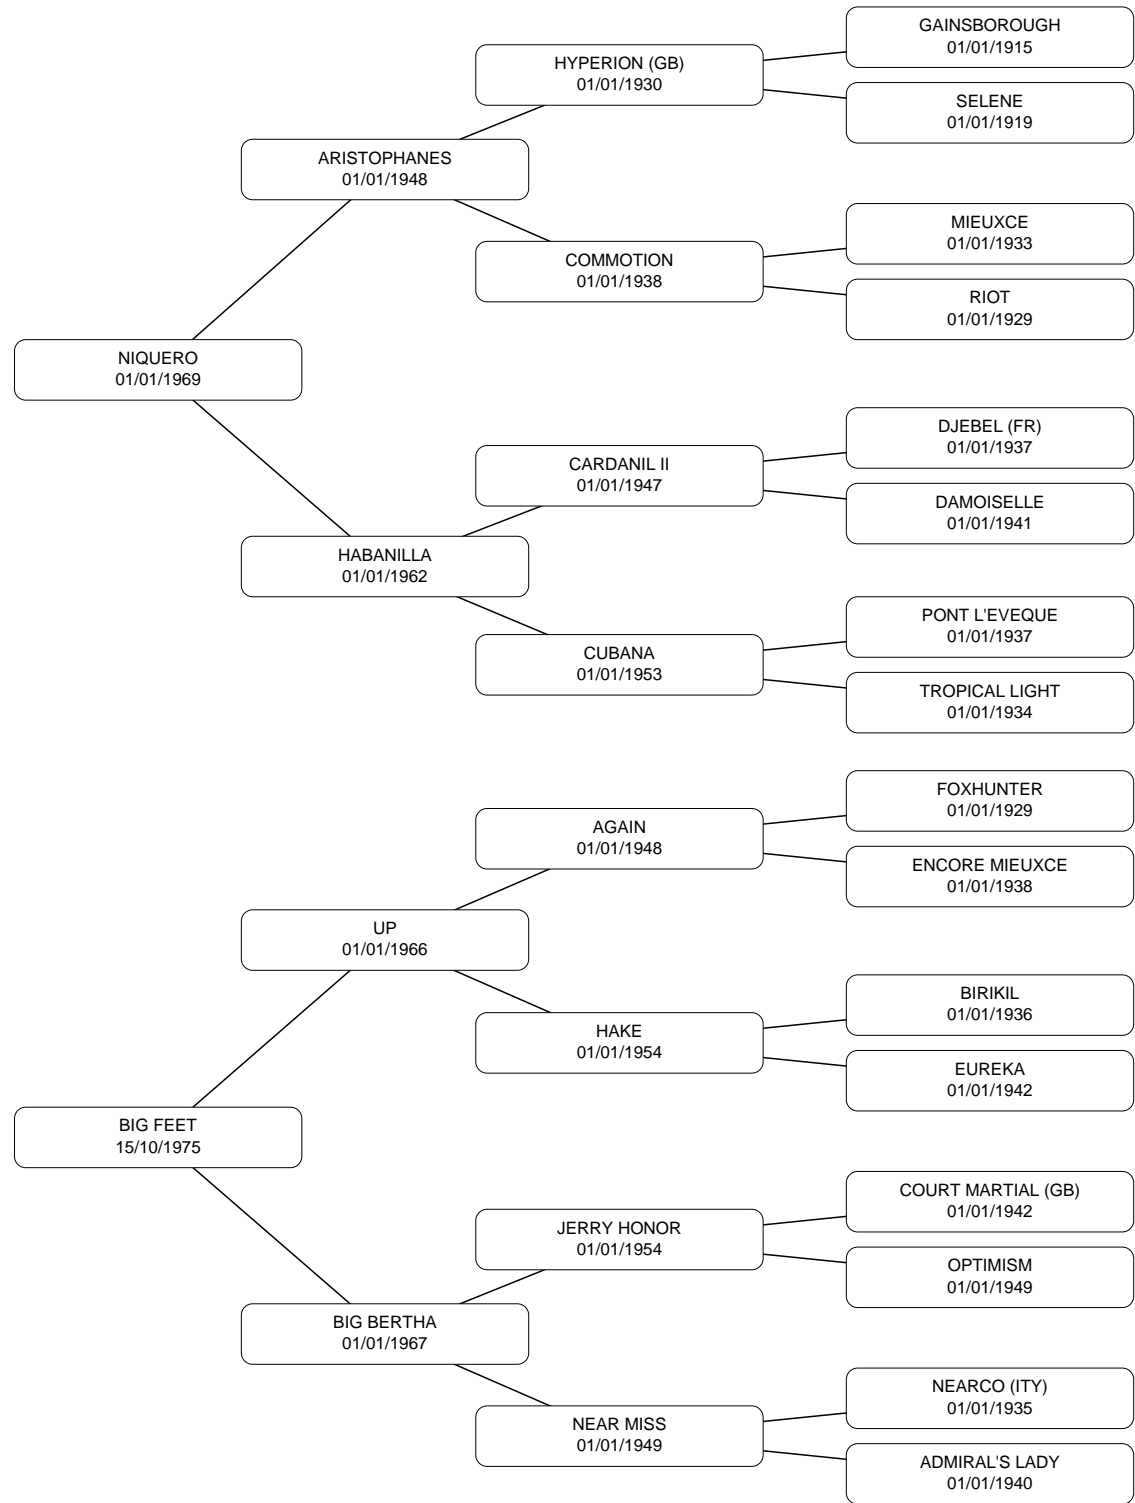 GAINSBOROUGH
01/01/1915
HYPERION (GB)
01/01/1930
SELENE
01/01/1919
ARISTOPHANES
01/01/1948
MIEUXCE
01/01/1933
COMMOTION
01/01/1938
RIOT
01/01/1929
NIQUERO
01/01/1969
DJEBEL (FR)
01/01/1937
CARDANIL II
01/01/1947
DAMOISELLE
01/01/1941
HABANILLA
01/01/1962
PONT L'EVEQUE
01/01/1937
CUBANA
01/01/1953
TROPICAL LIGHT
01/01/1934
FOXHUNTER
01/01/1929
AGAIN
01/01/1948
ENCORE MIEUXCE
01/01/1938
UP
01/01/1966
BIRIKIL
01/01/1936
HAKE
01/01/1954
EUREKA
01/01/1942
BIG FEET
15/10/1975
COURT MARTIAL (GB)
01/01/1942
JERRY HONOR
01/01/1954
OPTIMISM
01/01/1949
BIG BERTHA
01/01/1967
NEARCO (ITY)
01/01/1935
NEAR MISS
01/01/1949
ADMIRAL'S LADY
01/01/1940